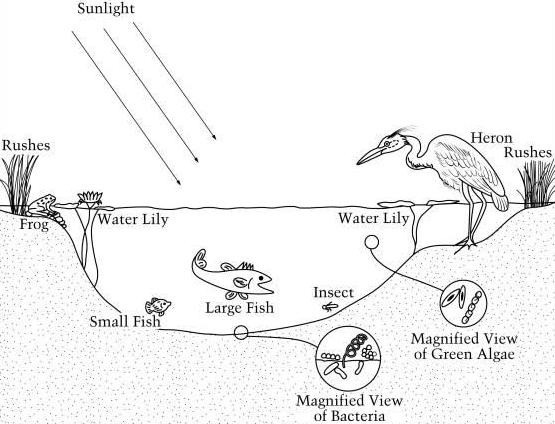 Sunlight
Rushes
Heron
Rushes
Frog
Water Lily
Water Lily
Large Fish
Insect
Small Fish
Magnified View
of Green Algae
Magnified View
of Bacteria